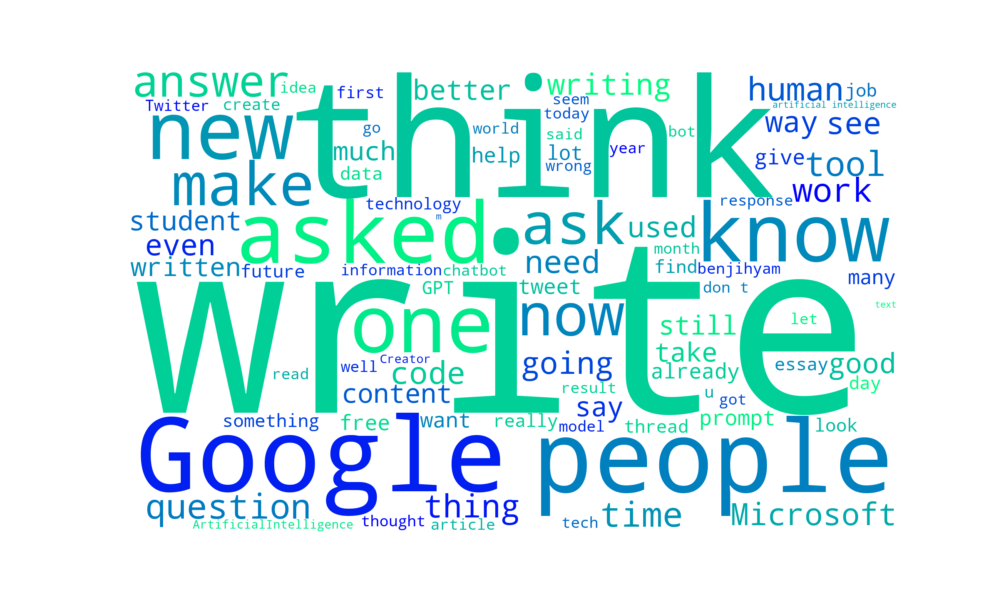 answer idea first better writing human job
Twitter create think seem today artificial intelligence
new go world said bot way see
much help lot year give tool
make data wrong work
student technology response
asked m ask used know
even need month
written future information chatbot find benjihyam many
GPT tweet don t
write one now still let text
going take
well Creator code already essay good
read content result u got day
something free want really say model thread prompt look
Google people
question thing time Microsoft
ArtificialIntelligence thought article tech